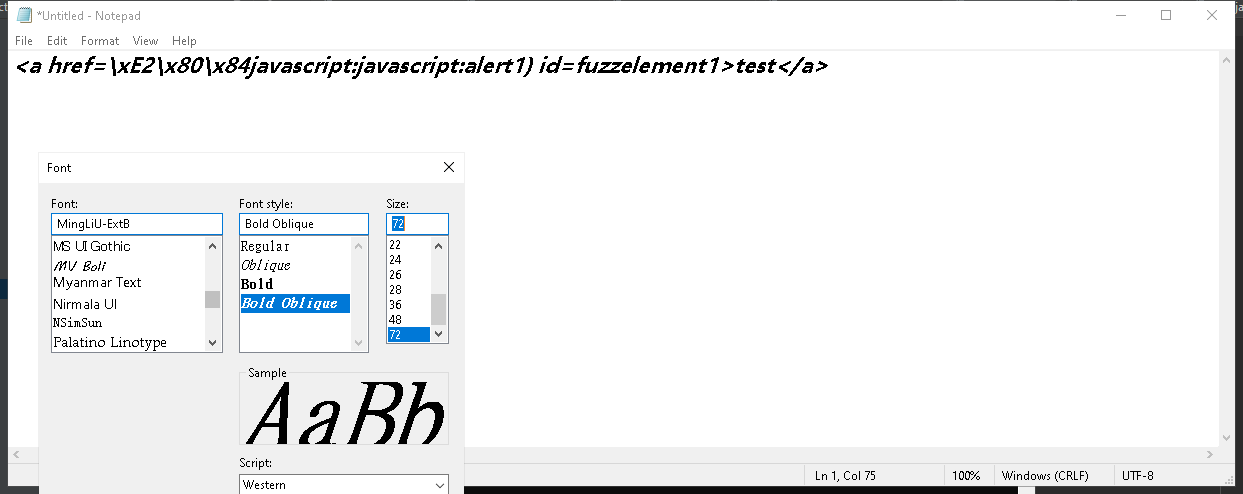 *Untitled - Notepad
File Edit Format View Help
<a href=\xE2\x80\x84javascript:javascript:alert1) id=fuzzelement1>test</a>
Font
Font: Font style: Size:
MingLiU-ExtB Bold Oblique 72
MS UI Gothic Regular 22
MV Boli Oblique 24
Myanmar Text Bold 26
Nirmala UI Bold Oblique 28
NSimSun 36
Palatino Linotype 48
72
Sample
AaBb
Script:
Western
Ln 1, Col 75 100% Windows (CRLF) UTF-8